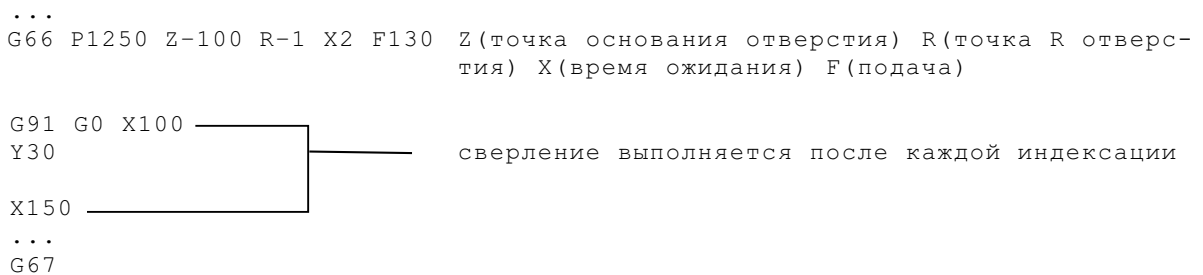 ...
G66 P1250 Z-100 R-1 X2 F130 Z(точка основания отверстия) R(точка R отверс-
тия) X(время ожидания) F(подача)
G91 G0 X100
Y30 сверление выполняется после каждой индексации
X150
...
G67